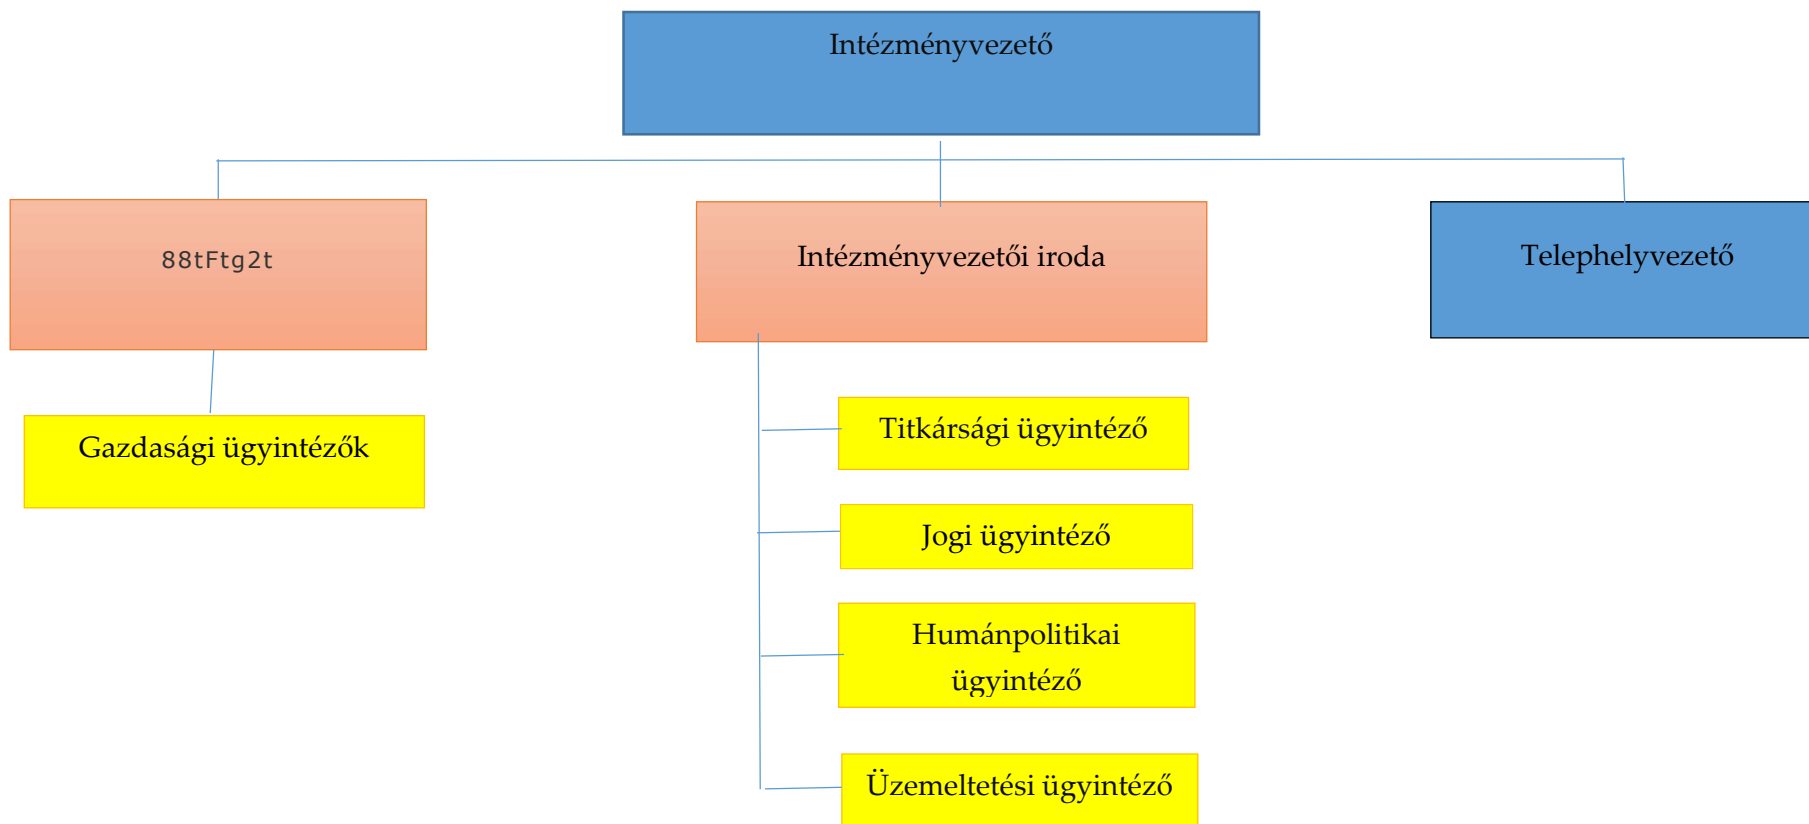 Intézményvezető
88tFtg2t
Intézményvezetői iroda
Telephelyvezető
Gazdasági ügyintézők
Titkársági ügyintéző
Jogi ügyintéző
Humánpolitikai
ügyintéző
Üzemeltetési ügyintéző